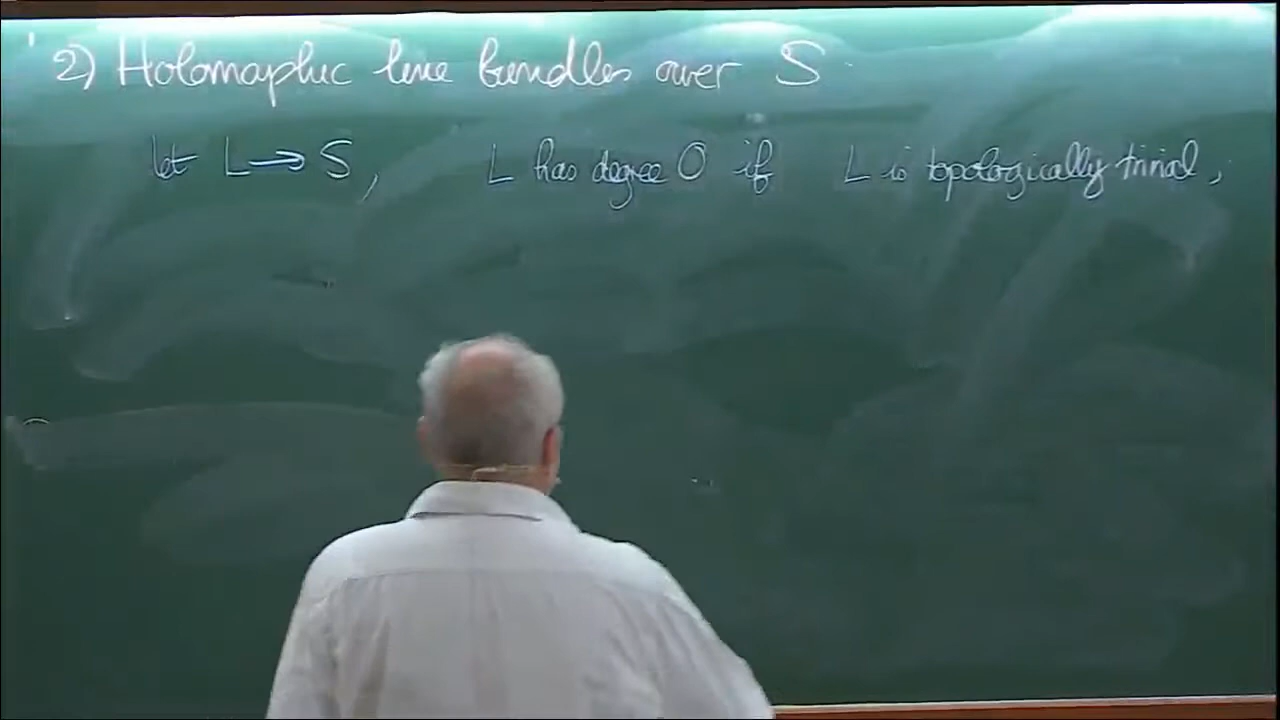 2) Holomorphic line bundles over S
let L → S, L has degree 0 if L is topologically trivial,